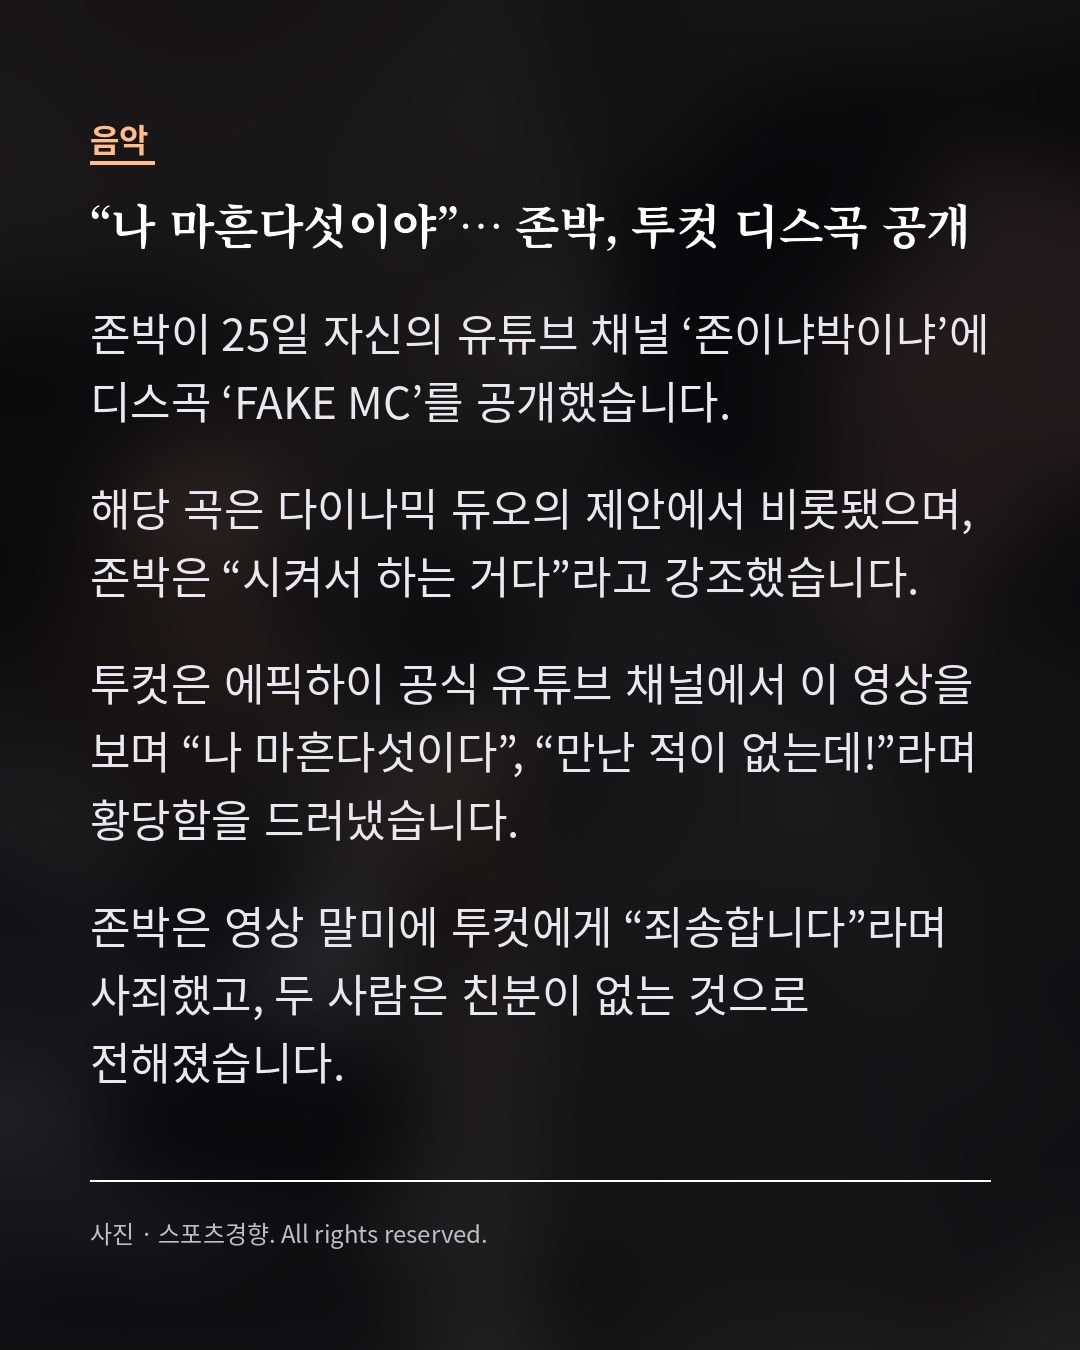 음악
“나 마흔다섯이야”… 존박, 투컷 디스곡 공개
존박이 25일 자신의 유튜브 채널 ‘존이냐박이냐’에
디스곡 ‘FAKE MC’를 공개했습니다.
해당 곡은 다이나믹 듀오의 제안에서 비롯됐으며,
존박은 “시켜서 하는 거다”라고 강조했습니다.
투컷은 에픽하이 공식 유튜브 채널에서 이 영상을
보며 “나 마흔다섯이다”, “만난 적이 없는데!”라며
황당함을 드러냈습니다.
존박은 영상 말미에 투컷에게 “죄송합니다”라며
사죄했고, 두 사람은 친분이 없는 것으로
전해졌습니다.
사진 · 스포츠경향. All rights reserved.